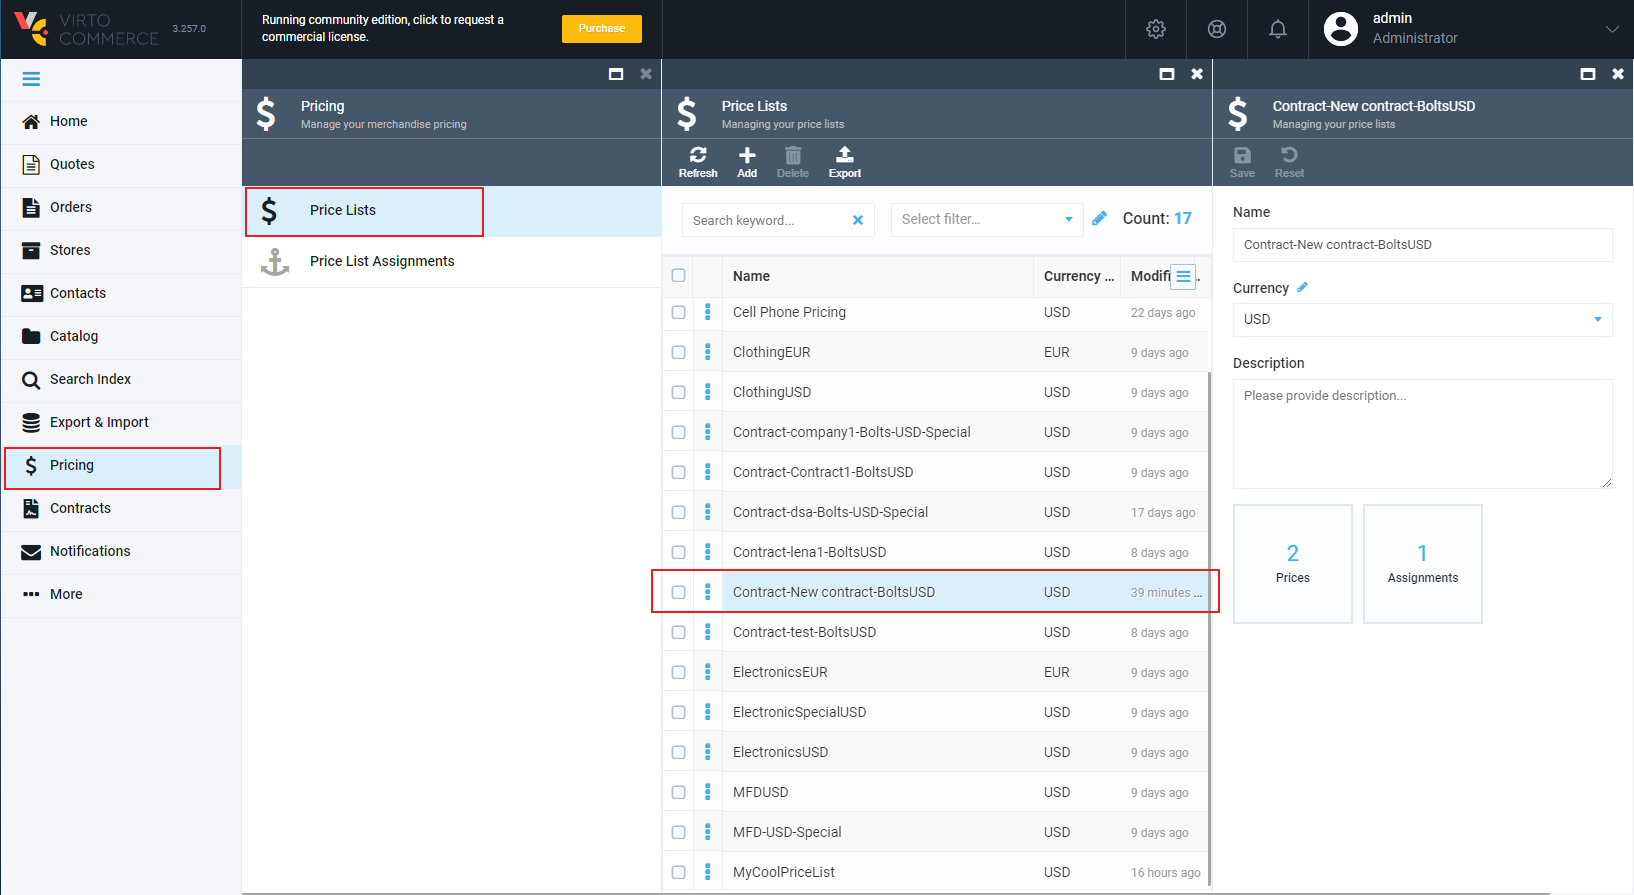 VIRTO
COMMERCE
3.257.0
Running community edition, click to request a
commercial license.
Purchase
admin
Administrator
Home
Quotes
Orders
Stores
Contacts
Catalog
Search Index
Export & Import
Pricing
Contracts
Notifications
More
Pricing
Manage your merchandise pricing
Price Lists
Price List Assignments
Price Lists
Managing your price lists
Refresh Add Delete Export
Search keyword... Select filter... Count: 17
Name Currency ... Modifi ...
Cell Phone Pricing USD 22 days ago
ClothingEUR EUR 9 days ago
ClothingUSD USD 9 days ago
Contract-company1-Bolts-USD-Special USD 9 days ago
Contract-Contract1-BoltsUSD USD 9 days ago
Contract-dsa-Bolts-USD-Special USD 17 days ago
Contract-lena1-BoltsUSD USD 8 days ago
Contract-New contract-BoltsUSD USD 39 minutes ...
Contract-test-BoltsUSD USD 8 days ago
ElectronicsEUR EUR 9 days ago
ElectronicSpecialUSD USD 9 days ago
ElectronicsUSD USD 9 days ago
MFDUSD USD 9 days ago
MFD-USD-Special USD 9 days ago
MyCoolPriceList USD 16 hours ago
Contract-New contract-BoltsUSD
Managing your price lists
Save Reset
Name
Contract-New contract-BoltsUSD
Currency
USD
Description
Please provide description...
2
Prices
1
Assignments